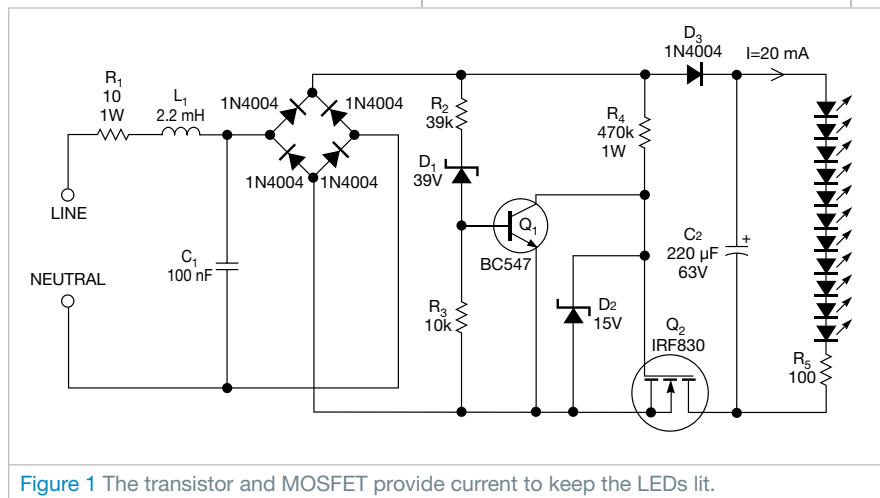 R1
10
1W
L1
2.2 mH
1N4004
1N4004
1N4004
1N4004
LINE
NEUTRAL
C1
100 nF
R2
39k
D1
39V
Q1
BC547
R3
10k
D2
15V
R4
470k
1W
D3
1N4004
I=20 mA
C2
220 µF
63V
+
Q2
IRF830
R5
100
Figure 1 The transistor and MOSFET provide current to keep the LEDs lit.